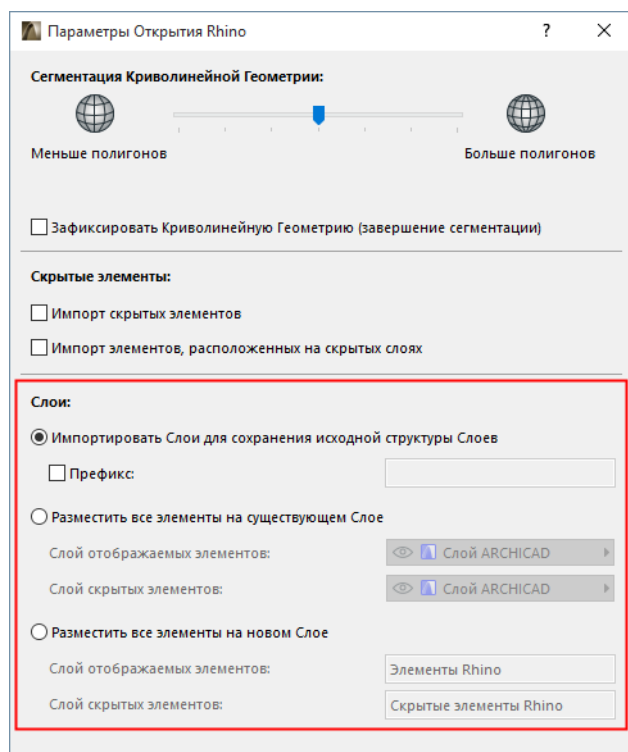 Параметры Открытия Rhino
?
Сегментация Криволинейной Геометрии:
Меньше полигонов
Больше полигонов
Зафиксировать Криволинейную Геометрию (завершение сегментации)
Скрытые элементы:
Импорт скрытых элементов
Импорт элементов, расположенных на скрытых слоях
Слои:
Импортировать Слои для сохранения исходной структуры Слоев
Префикс:
Разместить все элементы на существующем Слое
Слой отображаемых элементов: Слой ARCHICAD
Слой скрытых элементов: Слой ARCHICAD
Разместить все элементы на новом Слое
Слой отображаемых элементов: Элементы Rhino
Слой скрытых элементов: Скрытые элементы Rhino